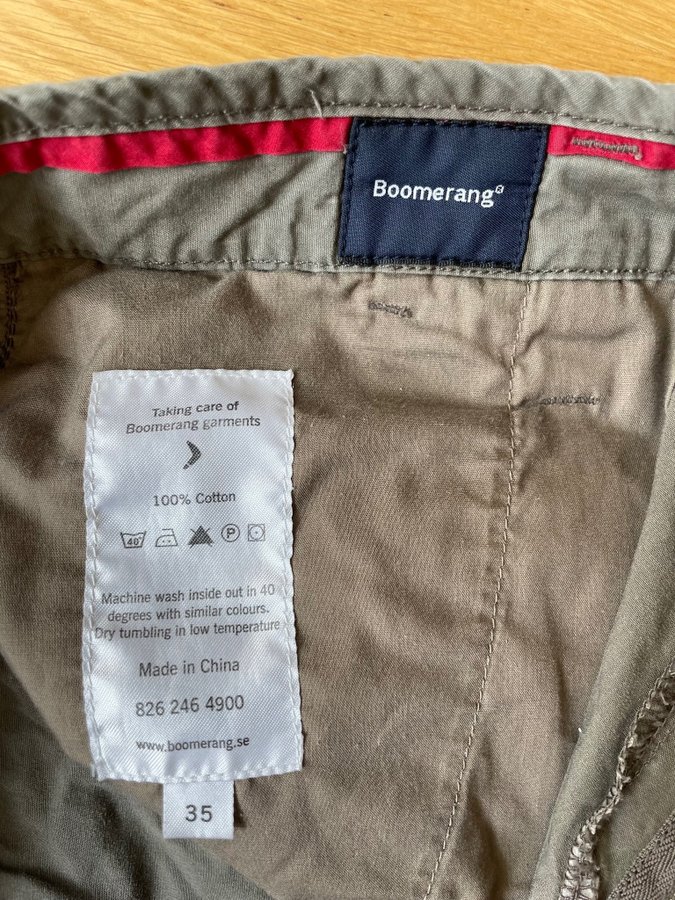 Boomerang
Taking care of
Boomerang garments
100% Cotton
40°
P
Machine wash inside out in 40
degrees with similar colours.
Dry tumbling in low temperature
Made in China
826 246 4900
www.boomerang.se
35